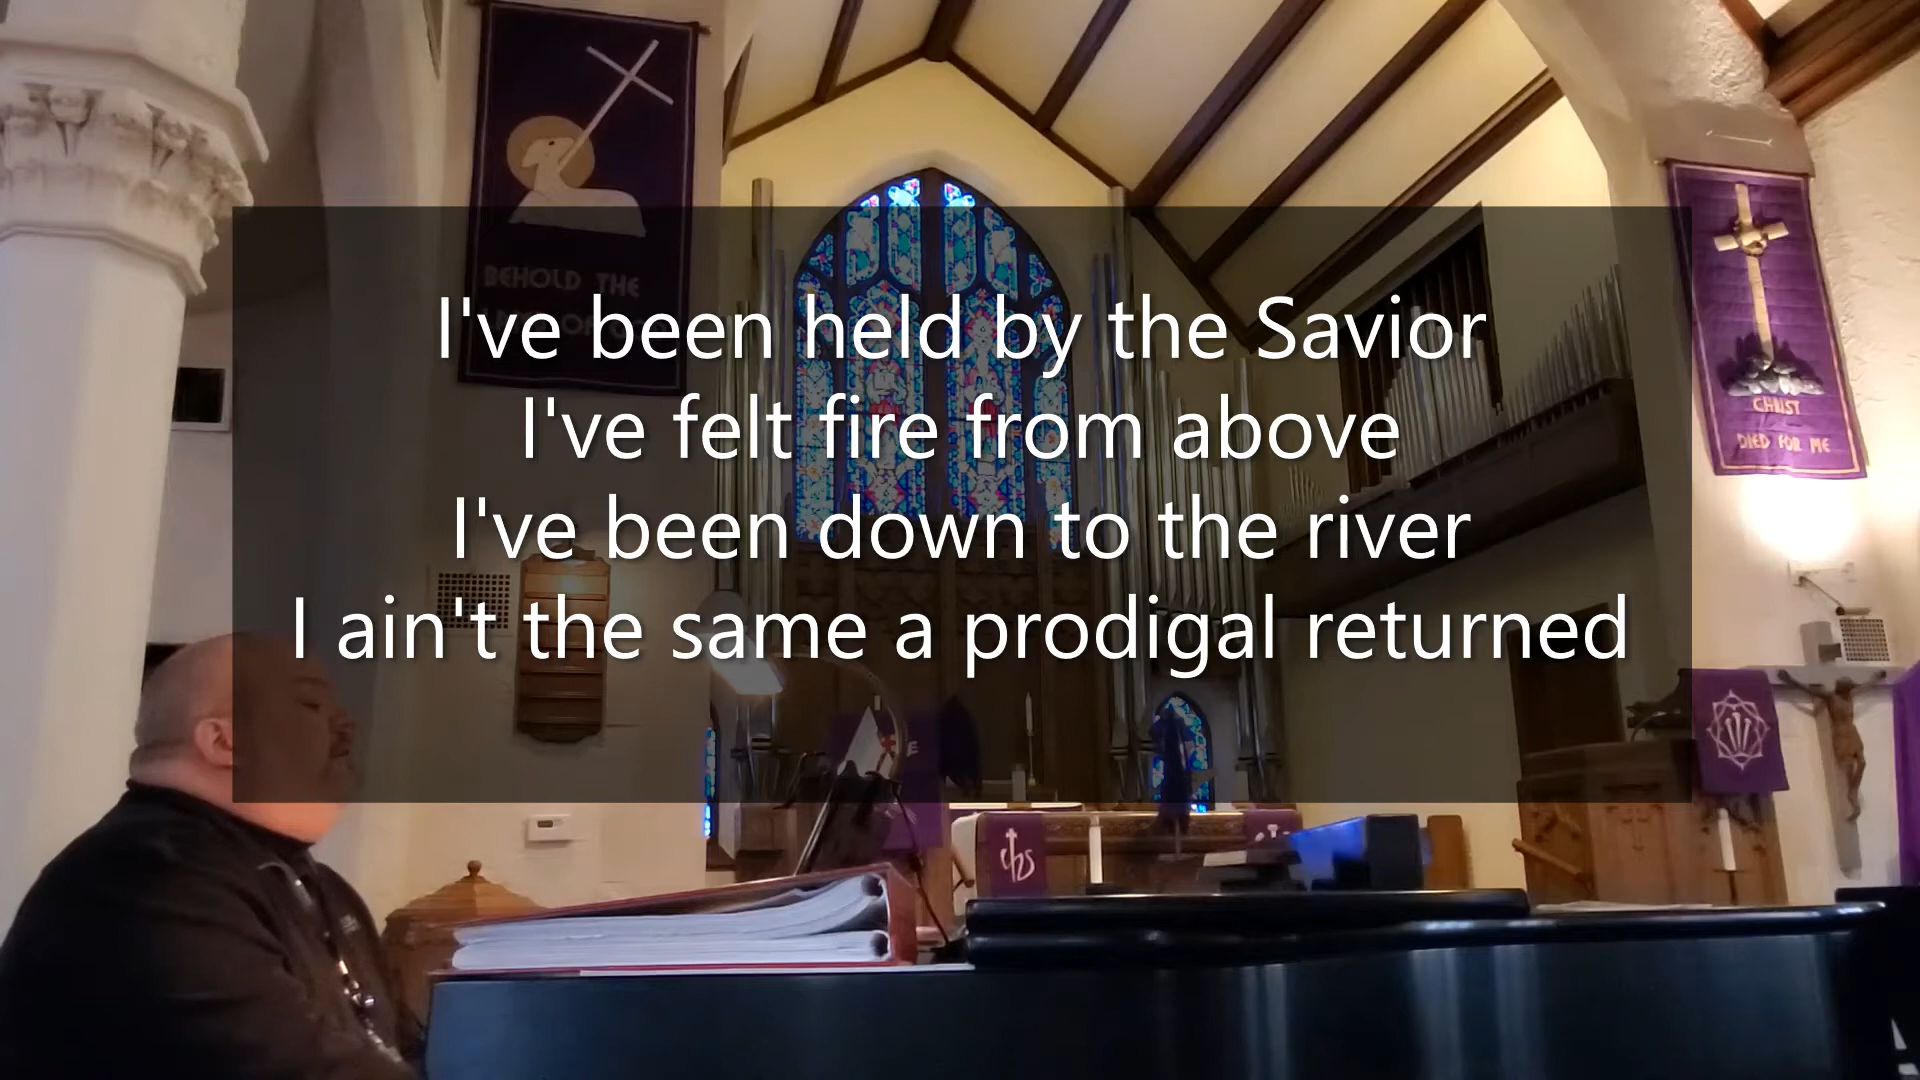 BEHOLD THE
I've been held by the Savior
I've felt fire from above
I've been down to the river
I ain't the same a prodigal returned
CHRIST
DIED FOR ME
ihs